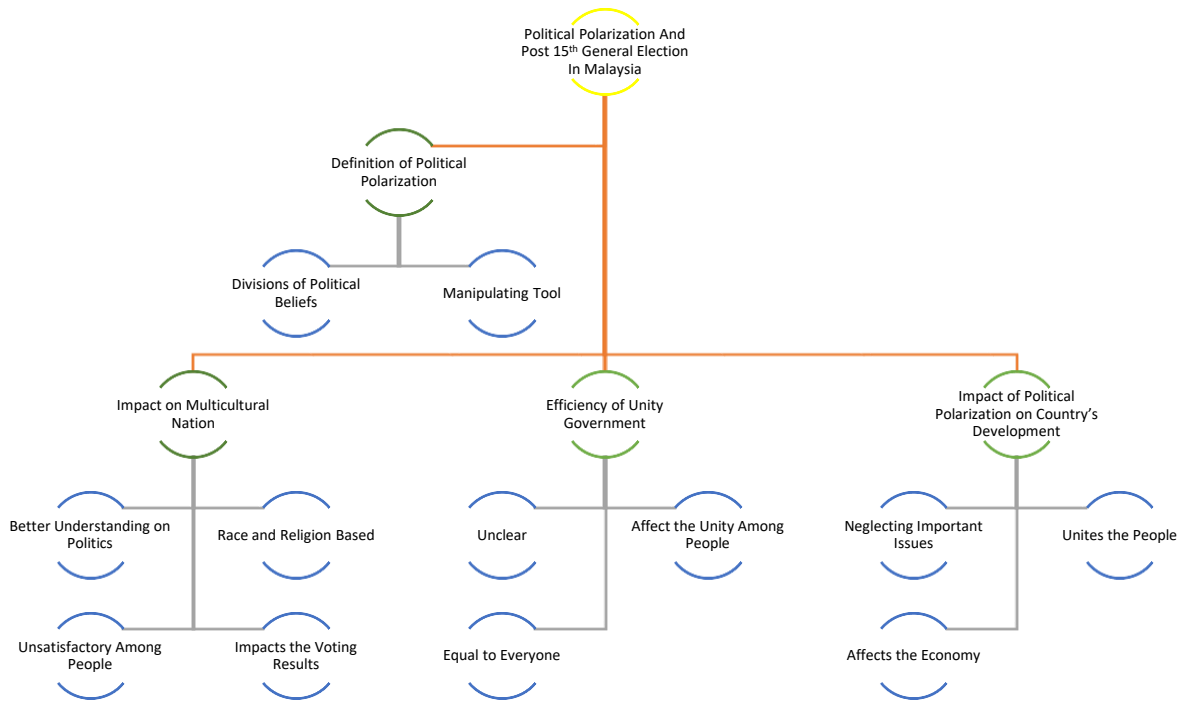 Political Polarization And
Post 15th General Election
In Malaysia
Definition of Political
Polarization
Divisions of Political
Beliefs
Manipulating Tool
Impact on Multicultural
Nation
Efficiency of Unity
Government
Impact of Political
Polarization on Country's
Development
Better Understanding on
Politics
Race and Religion Based
Unclear
Affect the Unity Among
People
Neglecting Important
Issues
Unites the People
Unsatisfactory Among
People
Impacts the Voting
Results
Equal to Everyone
Affects the Economy